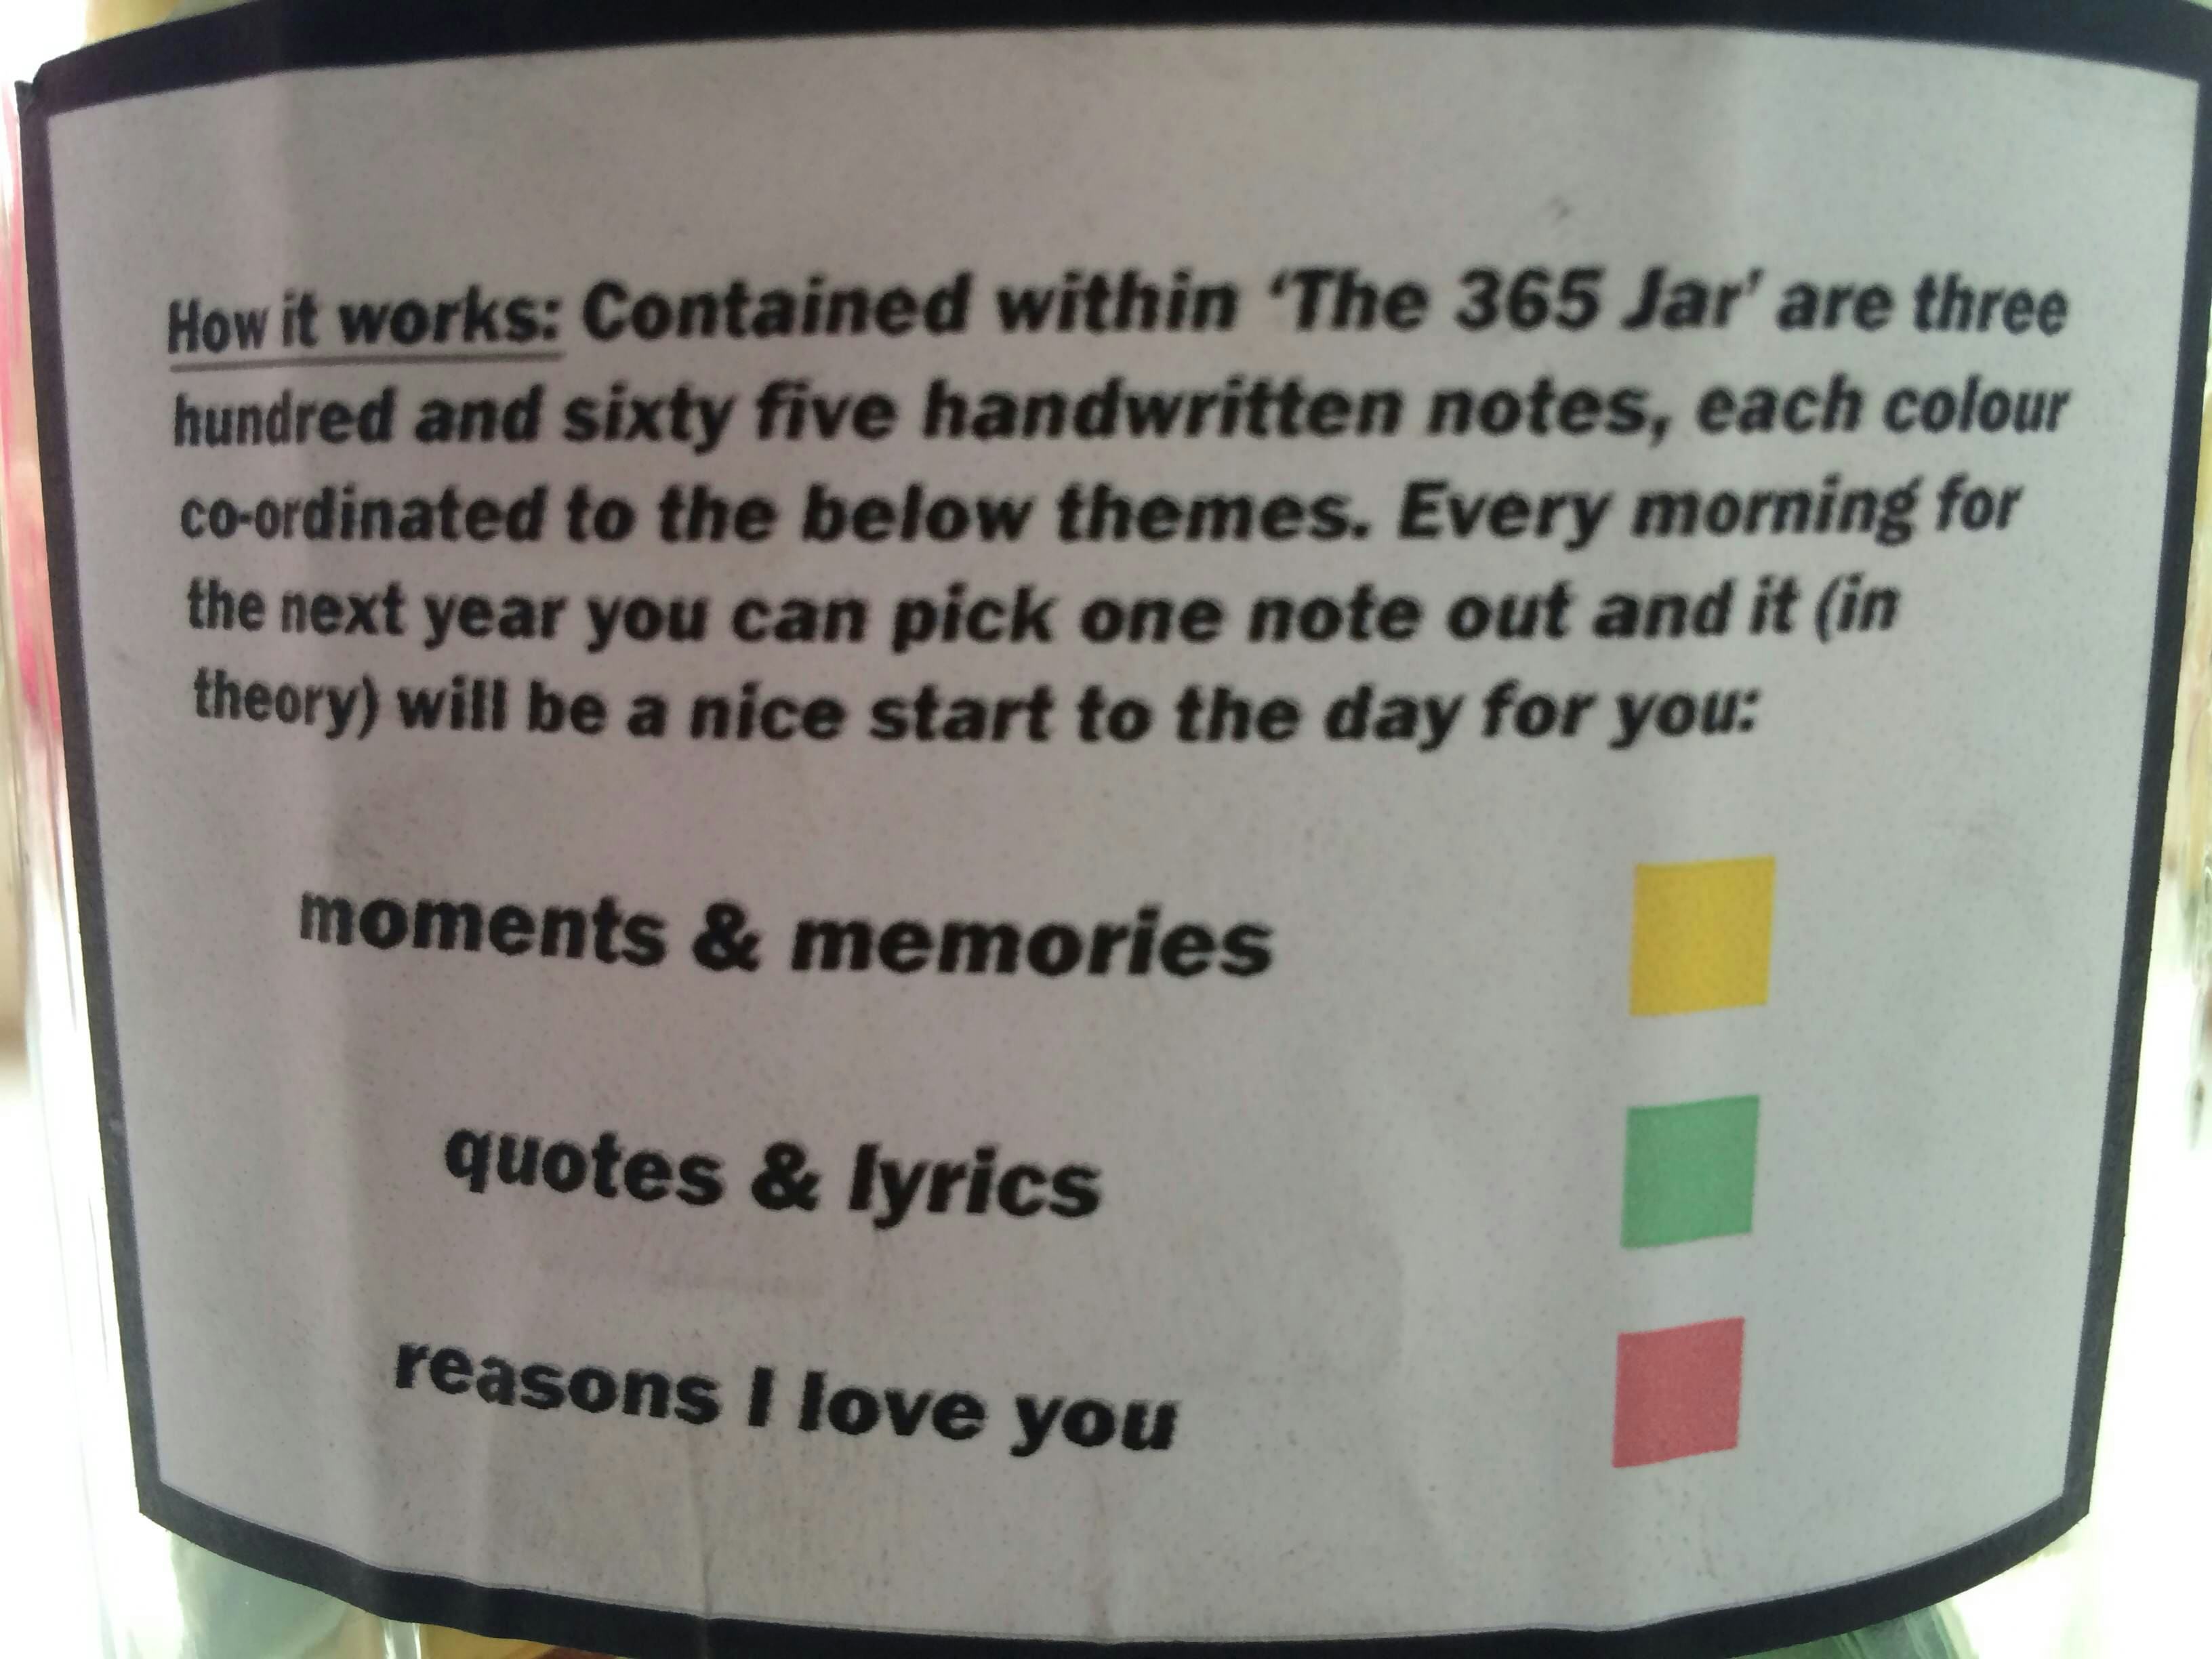 How it works: Contained within ‘The 365 Jar’ are three
hundred and sixty five handwritten notes, each colour
co-ordinated to the below themes. Every morning for
the next year you can pick one note out and it (in
theory) will be a nice start to the day for you:
moments & memories
quotes & lyrics
reasons I love you